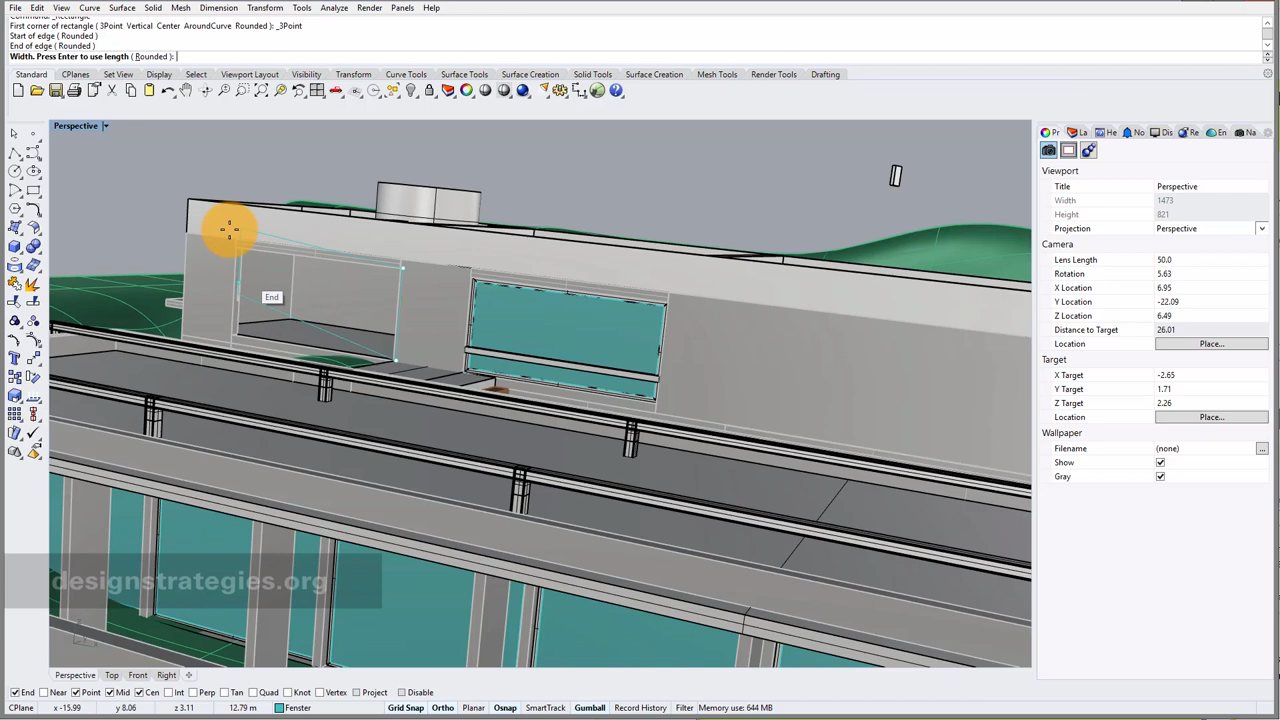 File Edit View Curve Surface Solid Mesh Dimension Transform Tools Analyze Render Panels Help
First corner of rectangle ( 3Point Vertical Center AroundCurve Rounded ): _3Point
Start of edge ( Rounded )
End of edge ( Rounded )
Width. Press Enter to use length ( Rounded ):
Standard CPlanes Set View Display Select Viewport Layout Visibility Transform Curve Tools Surface Tools Surface Creation Solid Tools Surface Creation Mesh Tools Render Tools Drafting
Perspective
Pr La He No Dis Re En Na
Viewport
Title Perspective
Width 1473
Height 821
Projection Perspective
Camera
Lens Length 50.0
Rotation 5.63
X Location 6.95
Y Location -22.09
Z Location 6.49
Distance to Target 26.01
Location Place...
Target
X Target -2.65
Y Target 1.71
Z Target 2.26
Location Place...
Wallpaper
Filename (none) ...
Show
Gray
End
designstrategies.org
Perspective Top Front Right
End Near Point Mid Cen Int Perp Tan Quad Knot Vertex Project Disable
CPlane x -15.99 y 8.06 z 3.11 12.79 m Fenster Grid Snap Ortho Planar Osnap SmartTrack Gumball Record History Filter Memory use: 644 MB